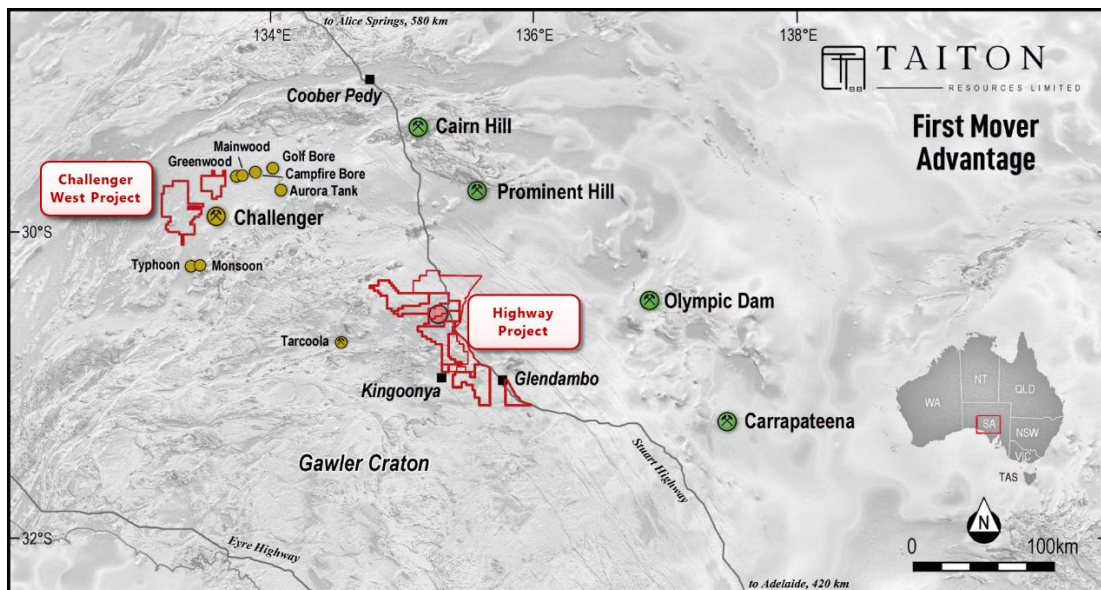 to Alice Springs, 580 km
134°E
136°E
138°E
TAITON
RESOURCES LIMITED
TT88
First Mover
Advantage
Coober Pedy
Cairn Hill
Mainwood
Golf Bore
Greenwood
Campfire Bore
Challenger
West Project
Aurora Tank
Prominent Hill
Challenger
30°S
Typhoon
Monsoon
Olympic Dam
Highway
Project
Tarcoola
Kingoonya
Glendambo
Carrapateena
Gawler Craton
Stuart Highway
NT
QLD
WA
SA
NSW
VIC
TAS
N
32°S
Eyre Highway
0
100km
to Adelaide, 420 km